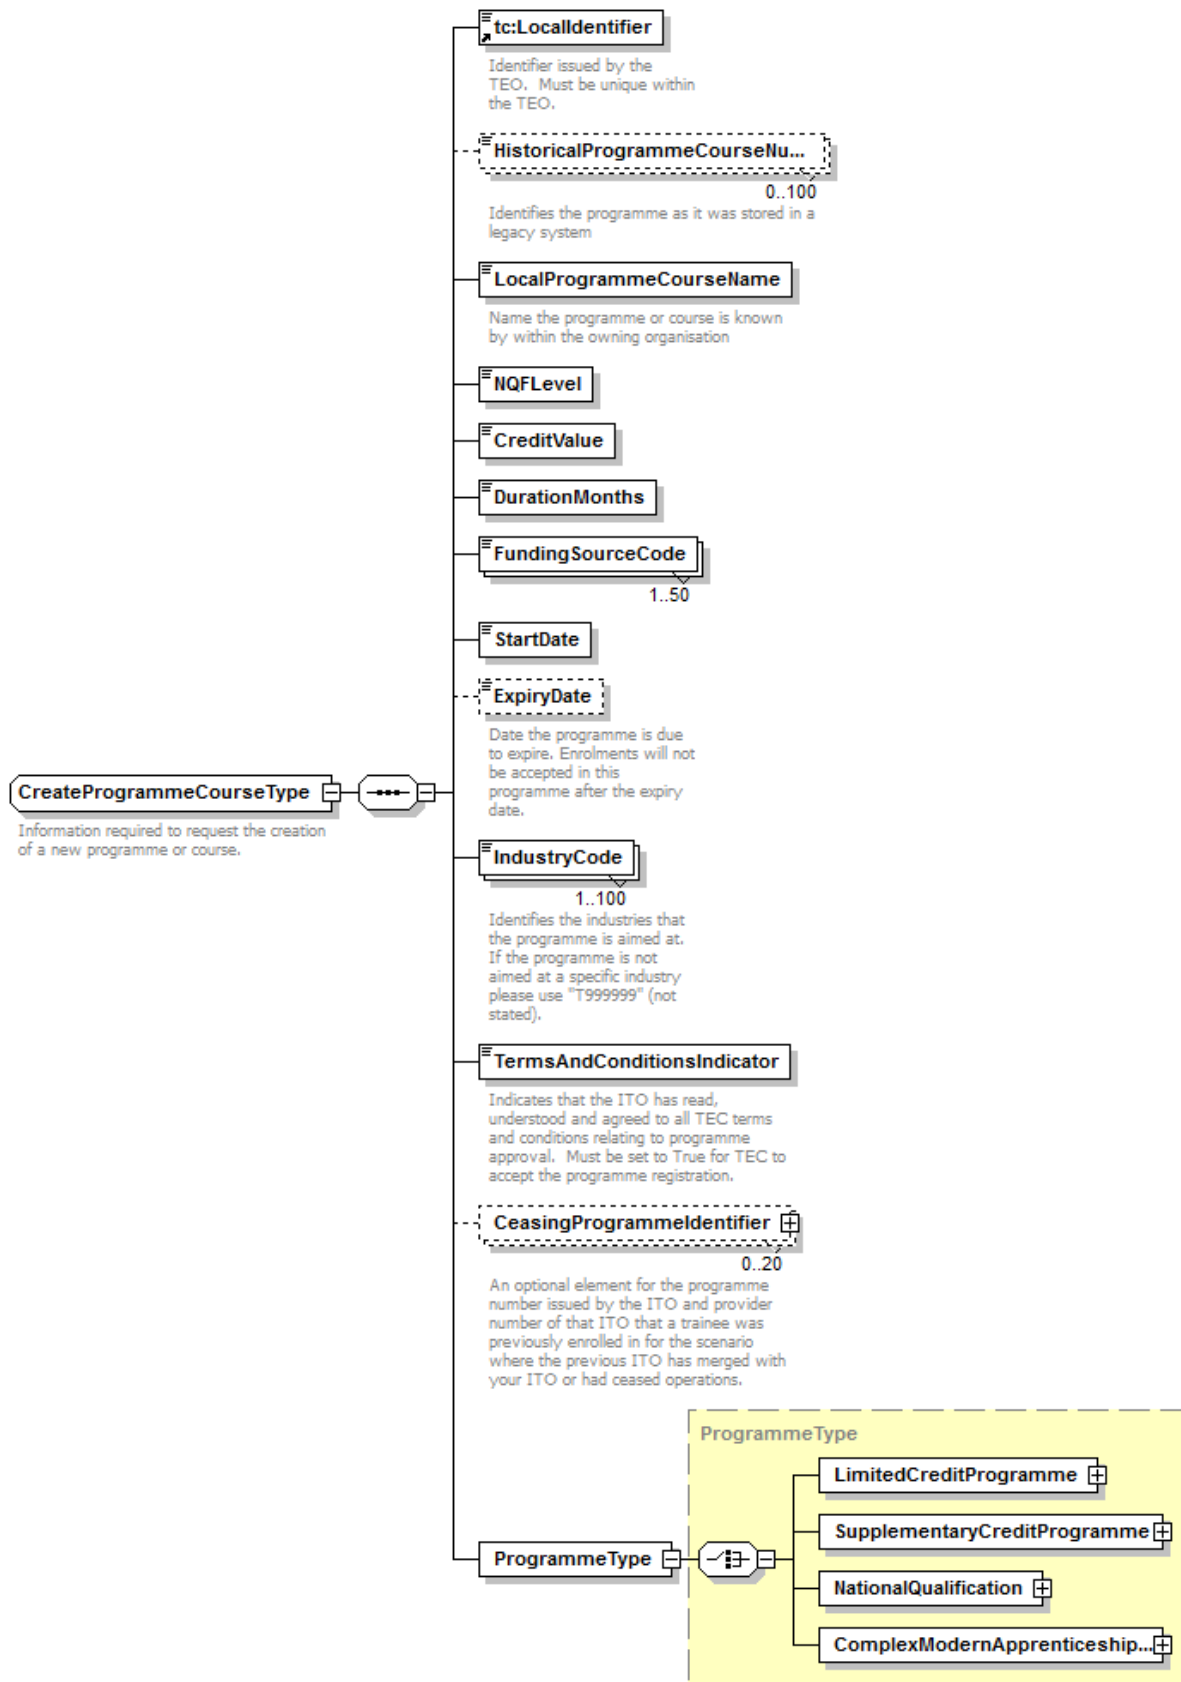 tc:LocalIdentifier
Identifier issued by the
TEO.  Must be unique within
the TEO.
HistoricalProgrammeCourseNu...
0..100
Identifies the programme as it was stored in a
legacy system
LocalProgrammeCourseName
Name the programme or course is known
by within the owning organisation
NQFLevel
CreditValue
DurationMonths
FundingSourceCode
1..50
StartDate
ExpiryDate
Date the programme is due
to expire. Enrolments will not
be accepted in this
programme after the expiry
date.
CreateProgrammeCourseType
Information required to request the creation
of a new programme or course.
IndustryCode
1..100
Identifies the industries that
the programme is aimed at.
If the programme is not
aimed at a specific industry
please use "T999999" (not
stated).
TermsAndConditionsIndicator
Indicates that the ITO has read,
understood and agreed to all TEC terms
and conditions relating to programme
approval.  Must be set to True for TEC to
accept the programme registration.
CeasingProgrammeIdentifier
0..20
An optional element for the programme
number issued by the ITO and provider
number of that ITO that a trainee was
previously enrolled in for the scenario
where the previous ITO has merged with
your ITO or had ceased operations.
ProgrammeType
LimitedCreditProgramme
SupplementaryCreditProgramme
ProgrammeType
NationalQualification
ComplexModernApprenticeship...